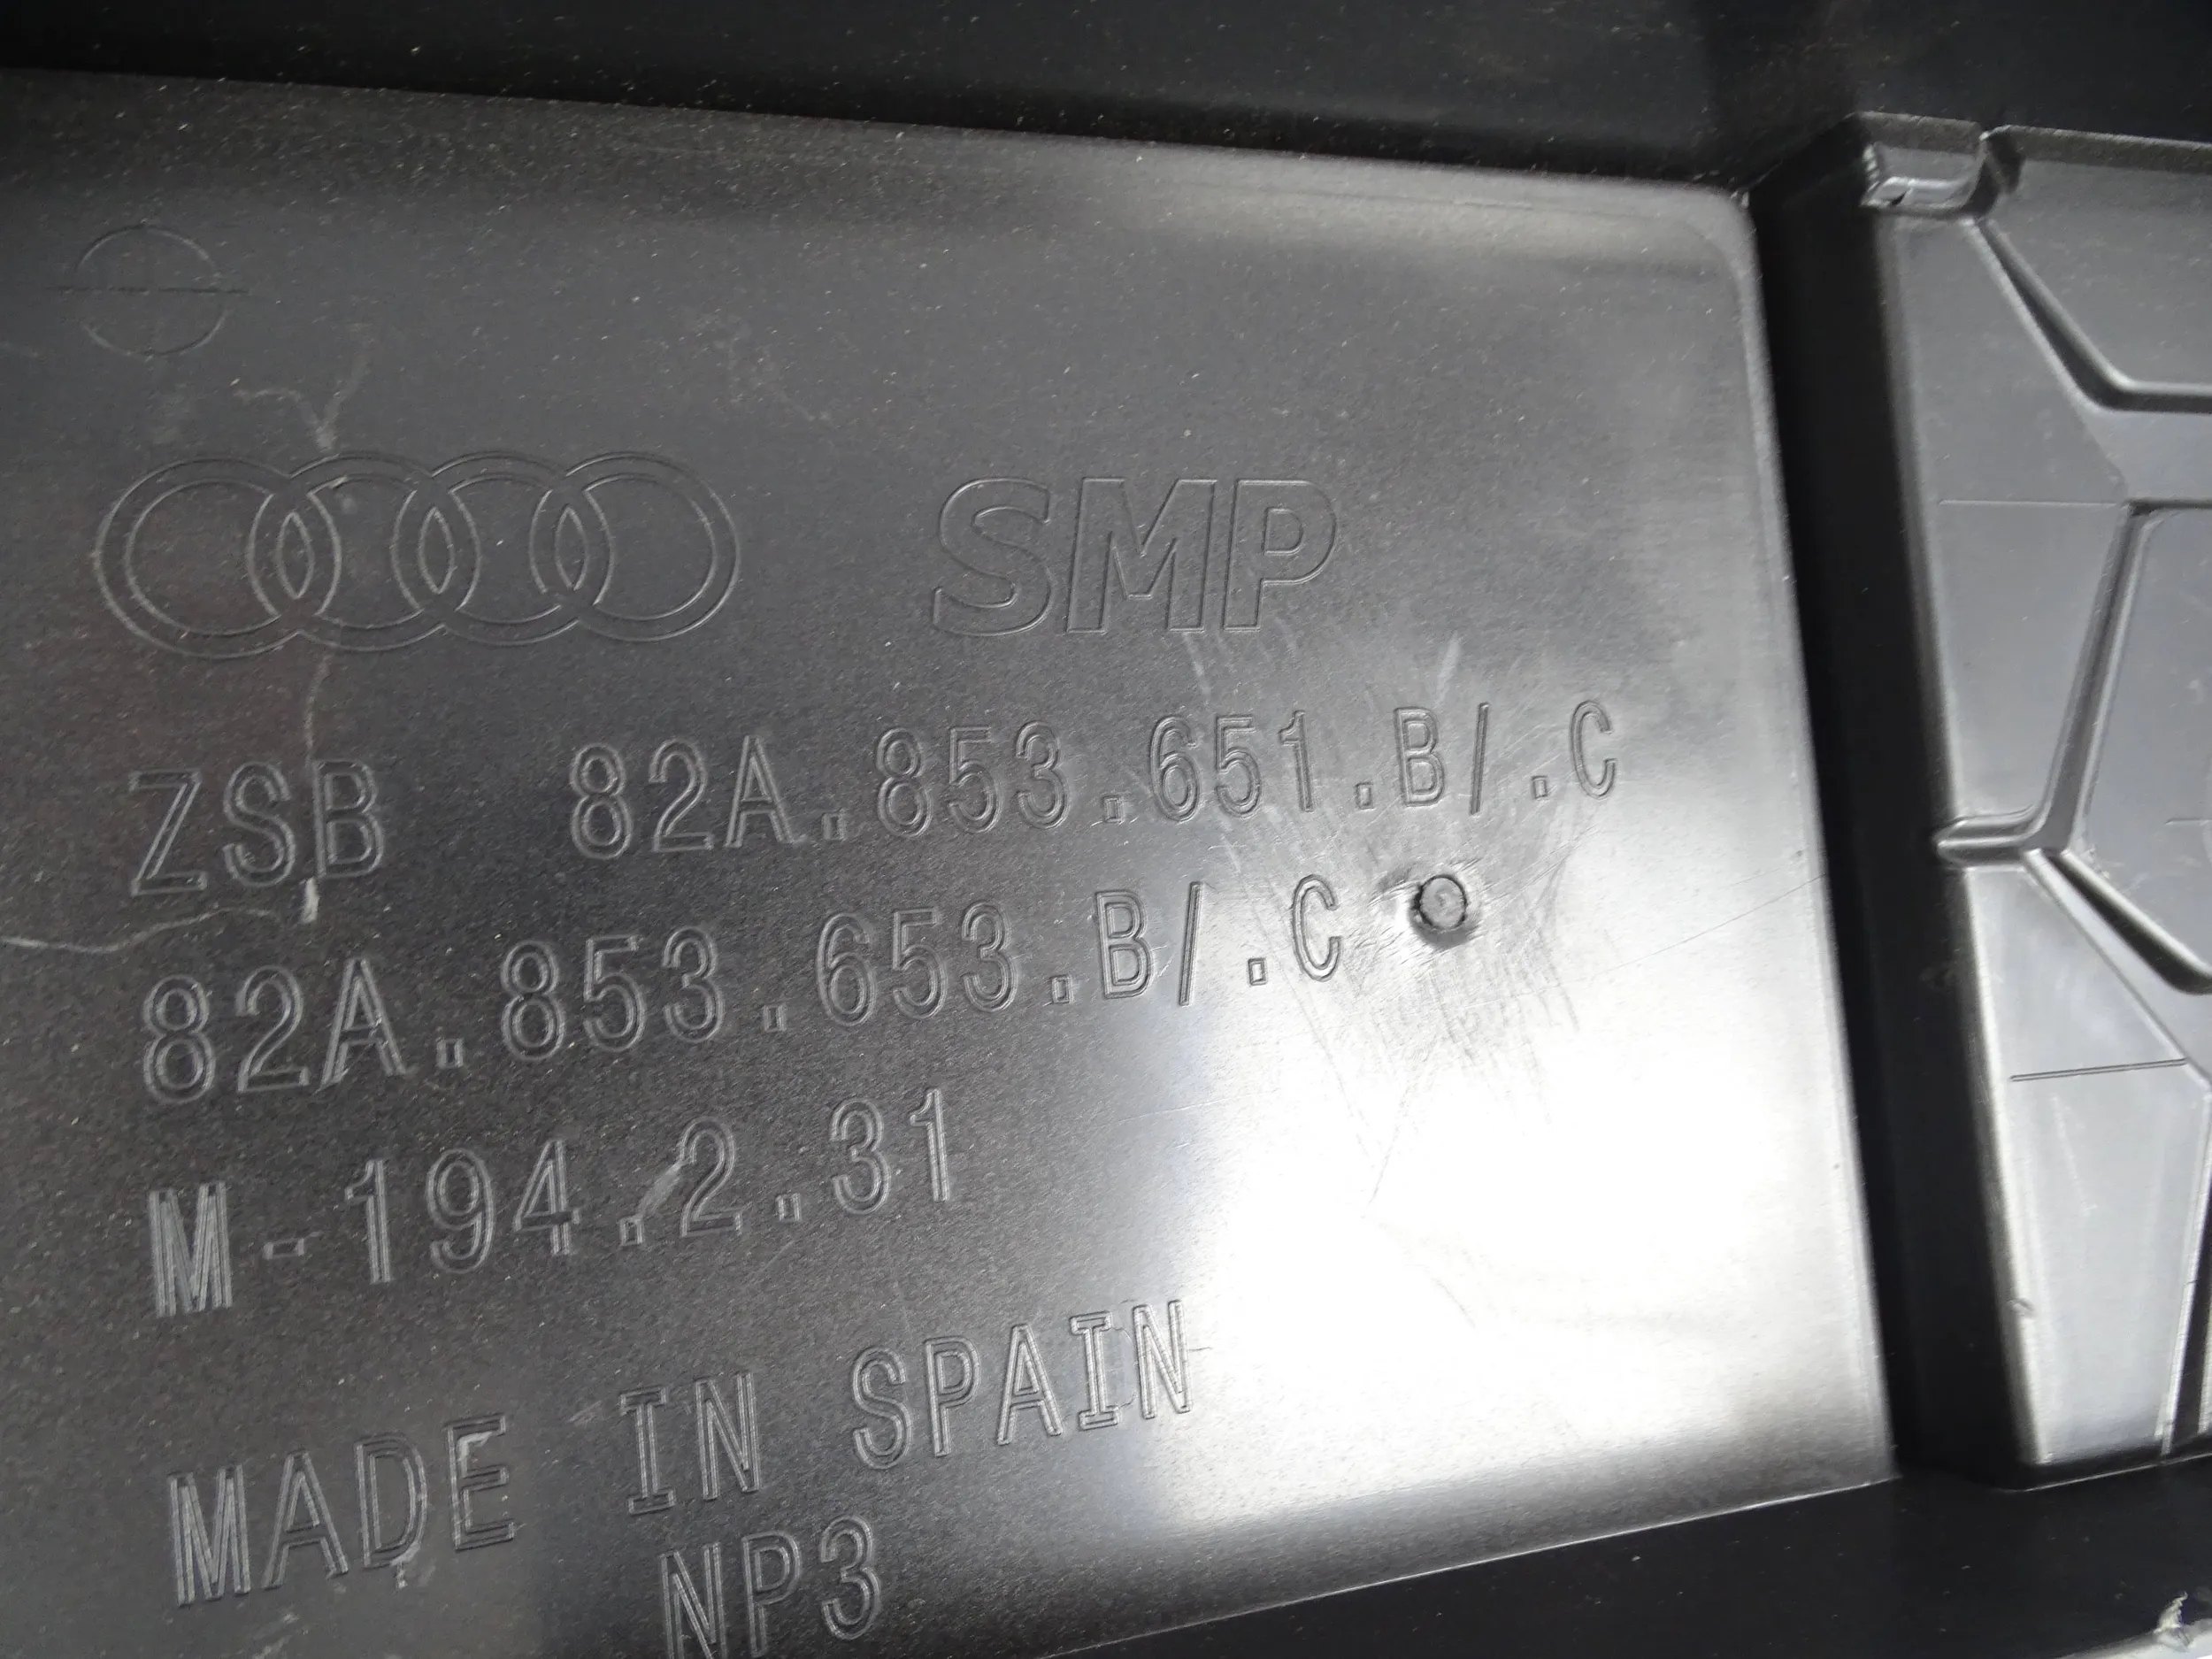 SMP
ZSB 82A.853.651.B/.C
82A.853.653.B/.C
M-194.2.31
MADE IN SPAIN
NP3